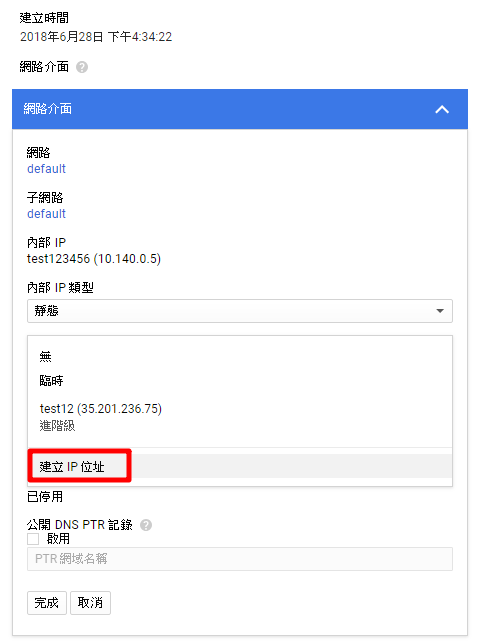 建立時間
2018年6月28日 下午4:34:22
網路介面
網路介面
網路
default
子網路
default
內部 IP
test123456 (10.140.0.5)
內部 IP 類型
靜態
無
臨時
test12 (35.201.236.75)
進階級
建立 IP 位址
已停用
公開 DNS PTR 記錄
啟用
PTR 網域名稱
完成 取消